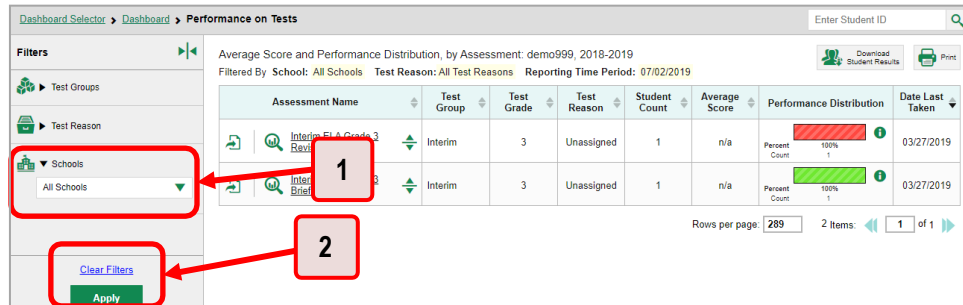 Dashboard Selector > Dashboard > Performance on Tests
Enter Student ID
Filters
Test Groups
Test Reason
Schools
All Schools
Clear Filters
Apply
Average Score and Performance Distribution, by Assessment: demo999, 2018-2019
Filtered By School: All Schools Test Reason: All Test Reasons Reporting Time Period: 07/02/2019
Download
Student Results
Print
Assessment Name
Test
Group
Test
Grade
Test
Reason
Student
Count
Average
Score
Performance Distribution
Date Last
Taken
Interim ELA Grade 3
Interim 3 Unassigned 1 n/a
Percent 100%
Count 1
03/27/2019
3
Brief
Interim 3 Unassigned 1 n/a
Percent 100%
Count 1
03/27/2019
Rows per page: 289 2 Items: 1 of 1
1
2